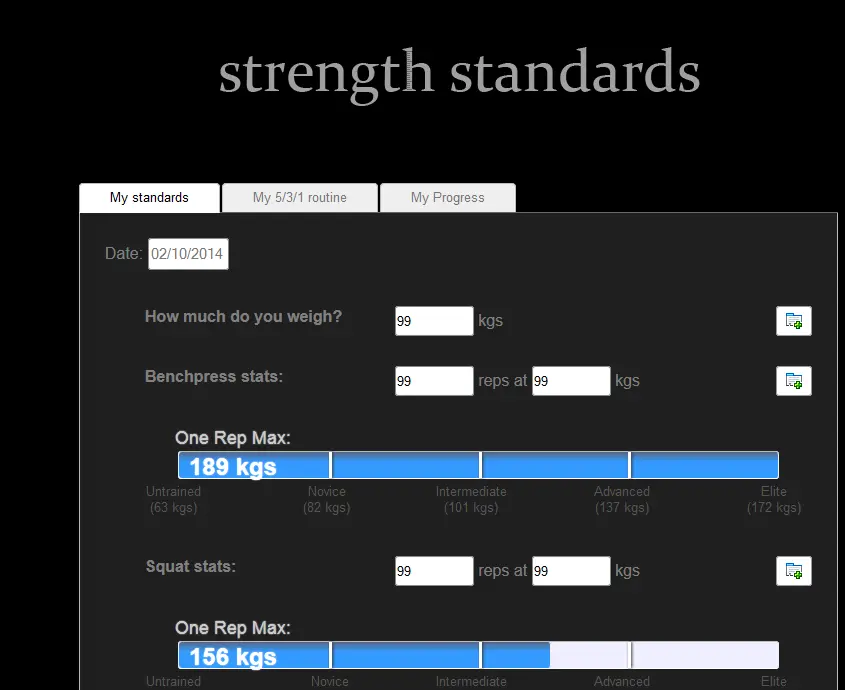 strength standards
My standards My 5/3/1 routine My Progress
Date: 02/10/2014
How much do you weigh? 99 kgs
Benchpress stats: 99 reps at 99 kgs
One Rep Max:
189 kgs
Untrained Novice Intermediate Advanced Elite
(63 kgs) (82 kgs) (101 kgs) (137 kgs) (172 kgs)
Squat stats: 99 reps at 99 kgs
One Rep Max:
156 kgs
Untrained Novice Intermediate Advanced Elite